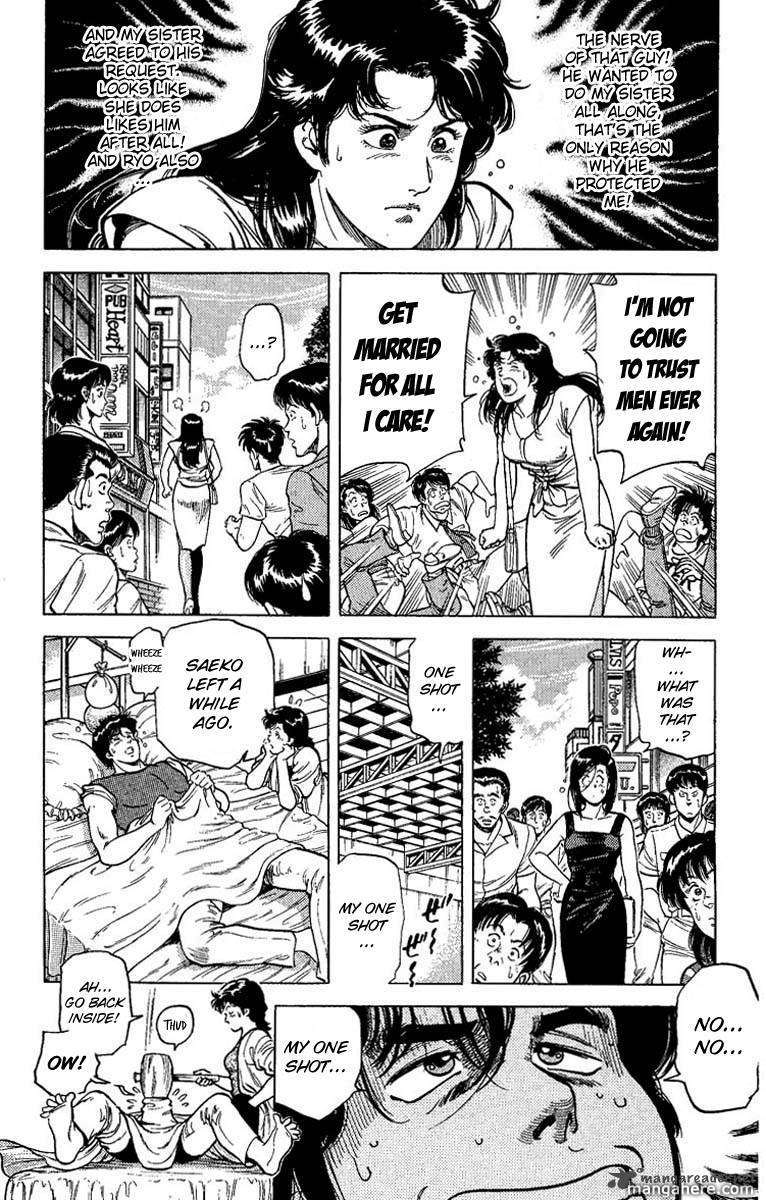 THE NERVE
OF THAT GUY!
HE WANTED TO
DO MY SISTER
ALL ALONG,
THAT'S THE
ONLY REASON
WHY HE
PROTECTED
ME!
AND MY SISTER
AGREED TO HIS
REQUEST.
LOOKS LIKE
SHE DOES
LIKES HIM
AFTER ALL!
AND RYO ALSO
...
I'M NOT
GOING
TO TRUST
MEN EVER
AGAIN!
GET
MARRIED
FOR ALL
I CARE!
...?
PUB
Heart
WH-
...
WHAT
WAS
THAT
...?
U.
ONE
SHOT
...
MY ONE
SHOT
...
SAEKO
LEFT A
WHILE
AGO.
WHEEZE
WHEEZE
NO...
NO...
MY ONE
SHOT...
THUD
AH...
GO BACK
INSIDE!
OW!
mangareader.net
manganere.com